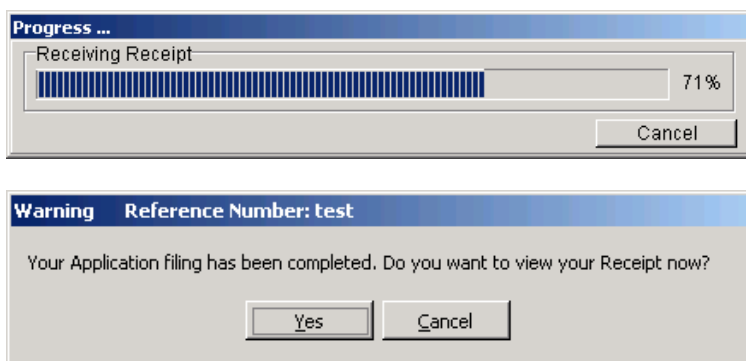 Progress ...
Receiving Receipt
71%
Cancel
Warning Reference Number: test
Your Application filing has been completed. Do you want to view your Receipt now?
Yes Cancel